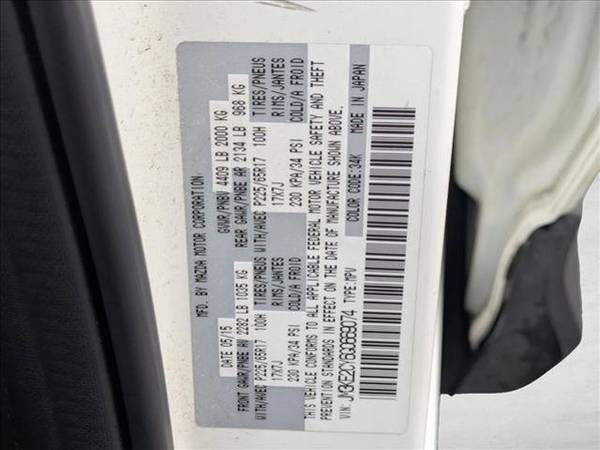 MFD. BY MAZDA MOTOR CORPORATION
DATE 05/15 GVWR/PNBV 4409 LB 2000 KG
FRONT GAWR/PNBE AV 2282 LB 1035 KG REAR GAWR/PNBE AR 2134 LB 968 KG
WITH/AVEC P225/65R17 100H TIRES/PNEUS WITH/AVEC P225/65R17 100H TIRES/PNEUS
17X7J RIMS/JANTES 17X7J RIMS/JANTES
230 KPA/34 PSI COLD/A FROID 230 KPA/34 PSI COLD/A FROID
THIS VEHICLE CONFORMS TO ALL APPLICABLE FEDERAL MOTOR VEHICLE SAFETY AND THEFT
PREVENTION STANDARDS IN EFFECT ON THE DATE OF MANUFACTURE SHOWN ABOVE.
VIN: JM3KE2CY6G0669074 TYPE: MPV COLOR CODE: 34K MADE IN JAPAN